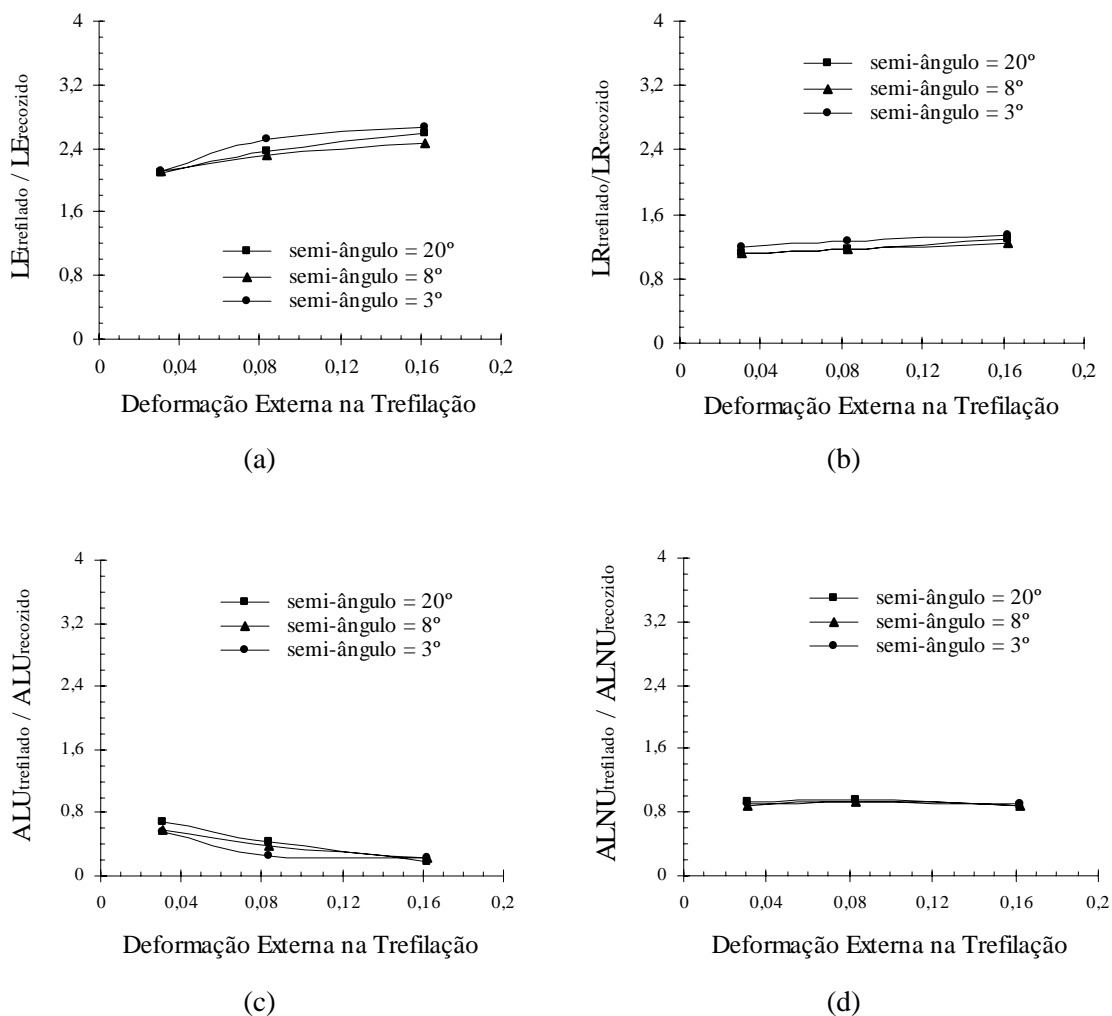 4
3,2
2,4
1,6
0,8
0
LEtrefilado / LErecozido
semi-ângulo = 20º
semi-ângulo = 8º
semi-ângulo = 3º
0 0,04 0,08 0,12 0,16 0,2
Deformação Externa na Trefilação
(a)
4
3,2
2,4
1,6
0,8
0
LRtrefilado/LRrecozido
semi-ângulo = 20º
semi-ângulo = 8º
semi-ângulo = 3º
0 0,04 0,08 0,12 0,16 0,2
Deformação Externa na Trefilação
(b)
4
3,2
2,4
1,6
0.8
0
ALUtrefilado / ALUrecozido
semi-ângulo = 20º
semi-ângulo = 8º
semi-ângulo = 3º
0 0,04 0,08 0,12 0,16 0,2
Deformação Externa na Trefilação
(c)
4
3,2
2,4
1,6
0.8
0
ALNUtrefilado / ALNUrecozido
semi-ângulo = 20º
semi-ângulo = 8º
semi-ângulo = 3º
0 0,04 0,08 0,12 0,16 0,2
Deformação Externa na Trefilação
(d)